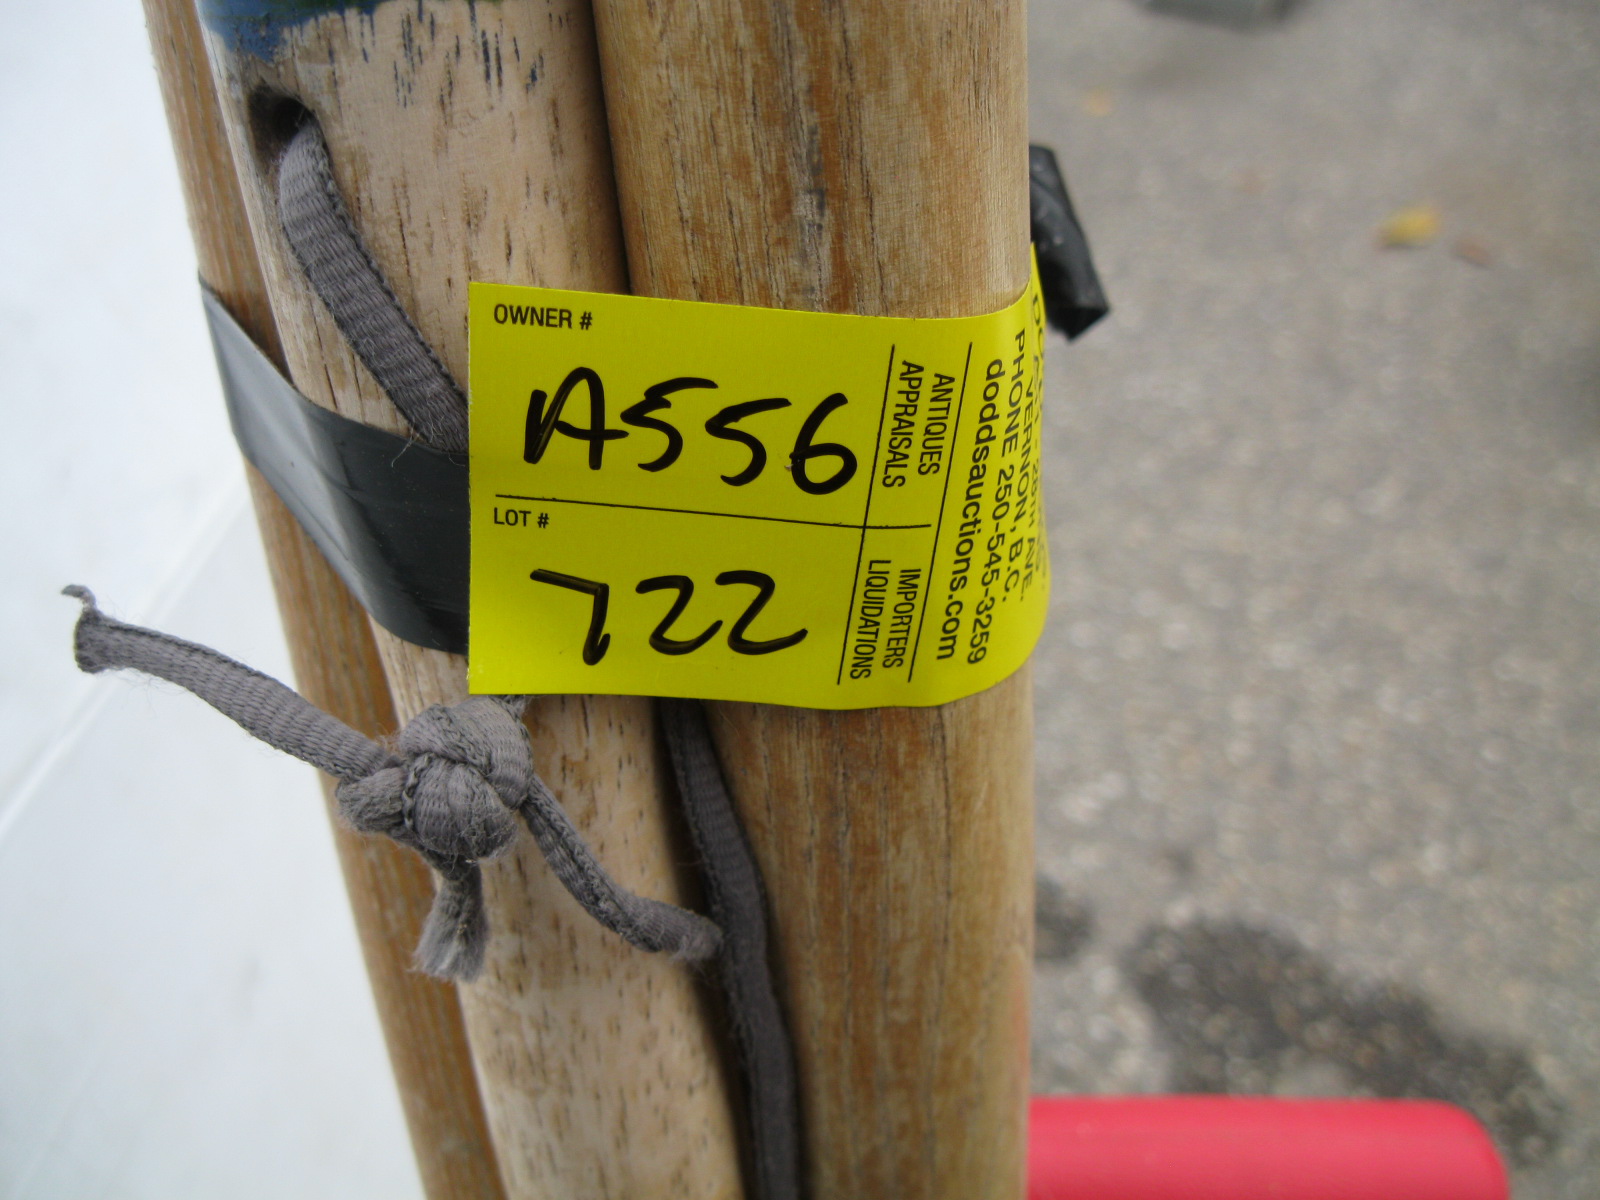 OWNER #
A556
LOT #
722
ANTIQUES
APPRAISALS
IMPORTERS
LIQUIDATIONS
AVE.
VERNON, B.C.
PHONE 250-545-3259
doddsauctions.com